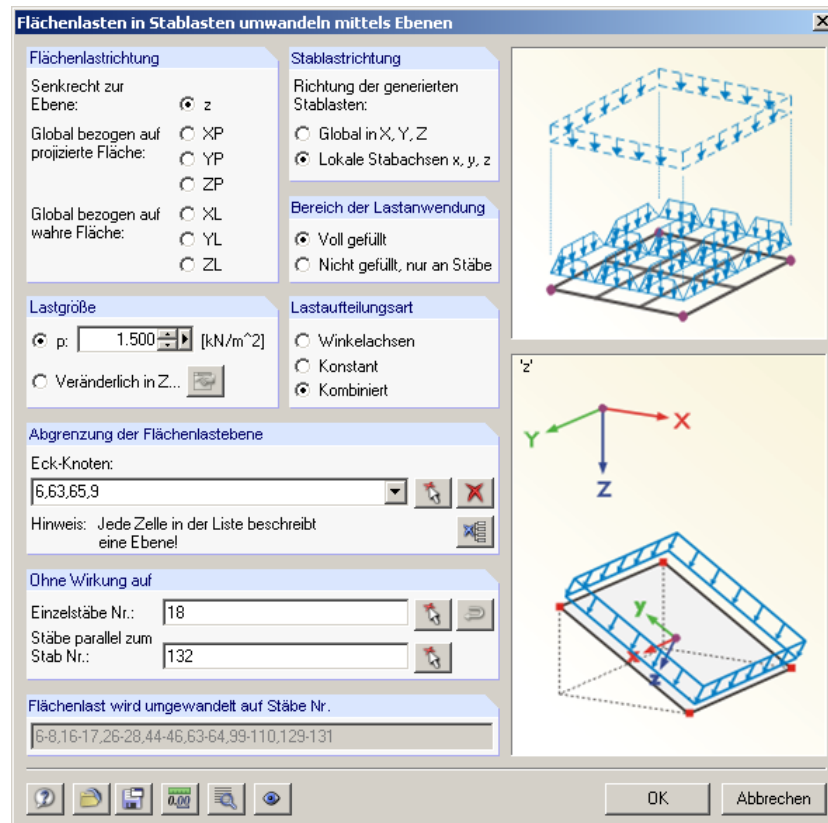 Flächenlasten in Stablasten umwandeln mittels Ebenen
Flächenlastrichtung
Senkrecht zur
Ebene:
z
Global bezogen auf
projizierte Fläche:
XP
YP
ZP
Global bezogen auf
wahre Fläche:
XL
YL
ZL
Stablastrichtung
Richtung der generierten
Stablasten:
Global in X, Y, Z
Lokale Stabachsen x, y, z
Bereich der Lastanwendung
Voll gefüllt
Nicht gefüllt, nur an Stäbe
Lastgröße
p: 1.500 [kN/m^2]
Veränderlich in Z...
Lastaufteilungsart
Winkelachsen
Konstant
Kombiniert
Abgrenzung der Flächenlastebene
Eck-Knoten:
6,63,65,9
Hinweis: Jede Zelle in der Liste beschreibt
eine Ebene!
Ohne Wirkung auf
Einzelstäbe Nr.: 18
Stäbe parallel zum
Stab Nr.: 132
Flächenlast wird umgewandelt auf Stäbe Nr.
6-8,16-17,26-28,44-46,63-64,99-110,129-131
'z'
X
Y
Z
y
x
z
0.00
OK
Abbrechen